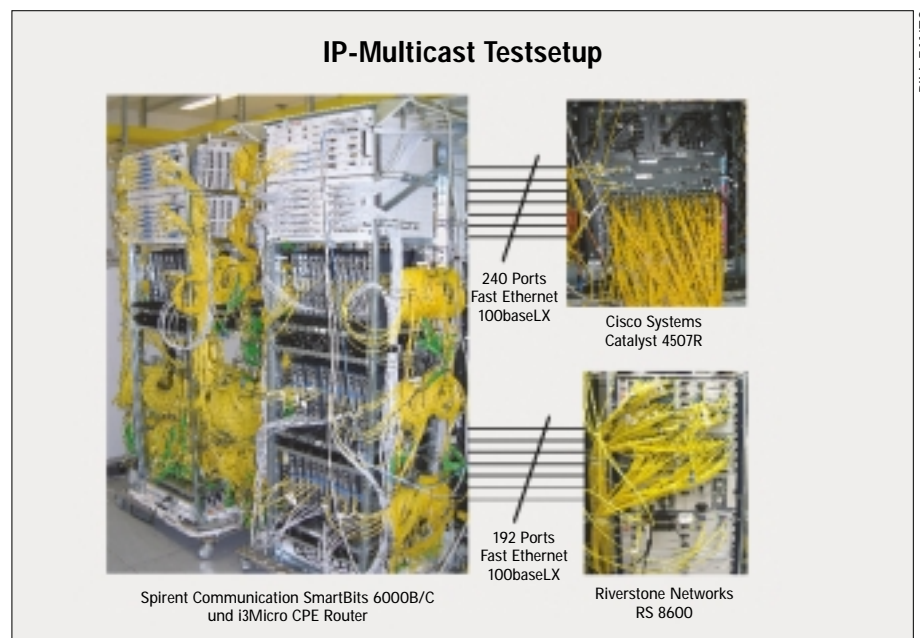 IP-Multicast Testsetup
240 Ports
Fast Ethernet
100baseLX
Cisco Systems
Catalyst 4507R
192 Ports
Fast Ethernet
100baseLX
Spirent Communication SmartBits 6000B/C
und i3Micro CPE Router
Riverstone Networks
RS 8600